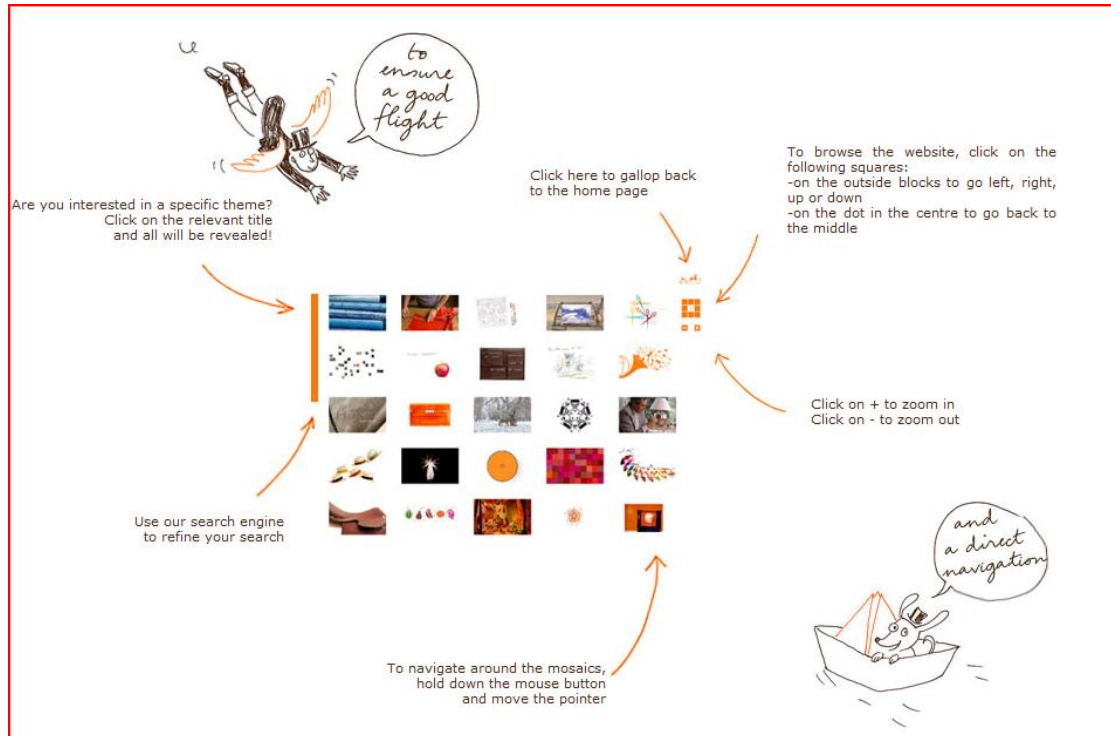 to
ensure
a good
flight
Click here to gallop back
to the home page
To browse the website, click on the
following squares:
-on the outside blocks to go left, right,
up or down
-on the dot in the centre to go back to
the middle
Are you interested in a specific theme?
Click on the relevant title
and all will be revealed!
Click on + to zoom in
Click on - to zoom out
Use our search engine
to refine your search
and
a direct
navigation
To navigate around the mosaics,
hold down the mouse button
and move the pointer